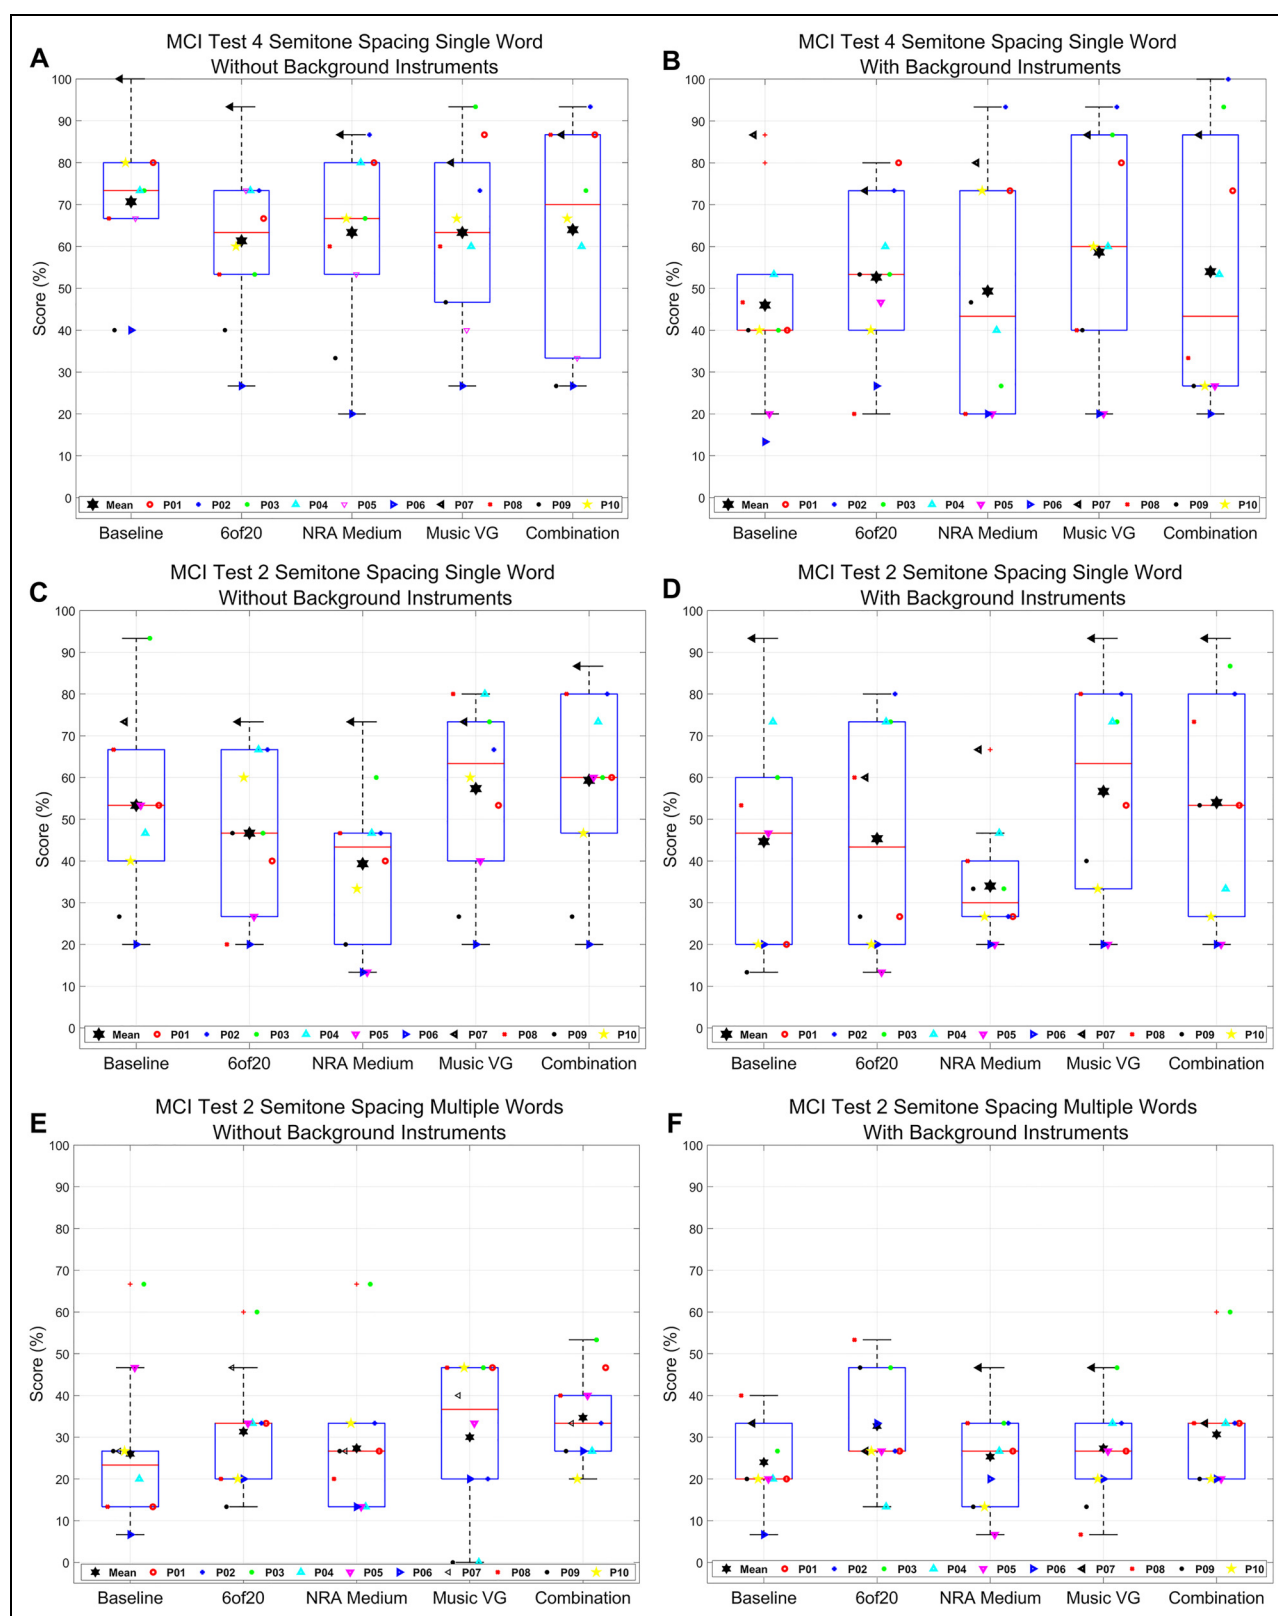 A
MCI Test 4 Semitone Spacing Single Word
Without Background Instruments
Score (%)
100
90
80
70
60
50
40
30
20
10
0
Mean P01 P02 P03 P04 P05 P06 P07 P08 P09 P10
Baseline 6of20 NRA Medium Music VG Combination
B
MCI Test 4 Semitone Spacing Single Word
With Background Instruments
Score (%)
100
90
80
70
60
50
40
30
20
10
0
Mean P01 P02 P03 P04 P05 P06 P07 P08 P09 P10
Baseline 6of20 NRA Medium Music VG Combination
C
MCI Test 2 Semitone Spacing Single Word
Without Background Instruments
Score (%)
100
90
80
70
60
50
40
30
20
10
0
Mean P01 P02 P03 P04 P05 P06 P07 P08 P09 P10
Baseline 6of20 NRA Medium Music VG Combination
D
MCI Test 2 Semitone Spacing Single Word
With Background Instruments
Score (%)
100
90
80
70
60
50
40
30
20
10
0
Mean P01 P02 P03 P04 P05 P06 P07 P08 P09 P10
Baseline 6of20 NRA Medium Music VG Combination
E
MCI Test 2 Semitone Spacing Multiple Words
Without Background Instruments
Score (%)
100
90
80
70
60
50
40
30
20
10
0
Mean P01 P02 P03 P04 P05 P06 P07 P08 P09 P10
Baseline 6of20 NRA Medium Music VG Combination
F
MCI Test 2 Semitone Spacing Multiple Words
With Background Instruments
Score (%)
100
90
80
70
60
50
40
30
20
10
0
Mean P01 P02 P03 P04 P05 P06 P07 P08 P09 P10
Baseline 6of20 NRA Medium Music VG Combination